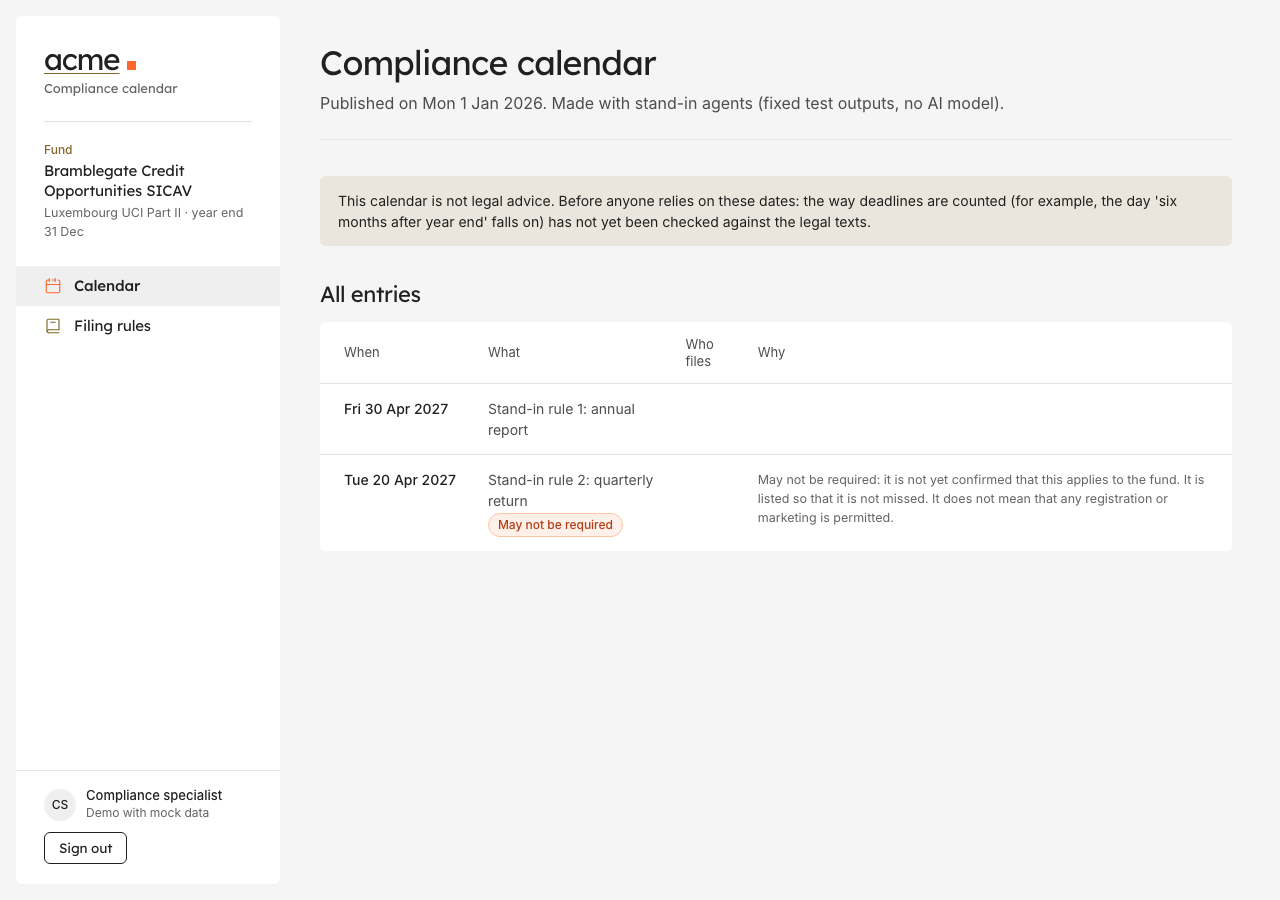 acme
Compliance calendar
Fund
Bramblegate Credit
Opportunities SICAV
Luxembourg UCI Part II · year end
31 Dec
Calendar
Filing rules
CS
Compliance specialist
Demo with mock data
Sign out
Compliance calendar
Published on Mon 1 Jan 2026. Made with stand-in agents (fixed test outputs, no AI model).
This calendar is not legal advice. Before anyone relies on these dates: the way deadlines are counted (for example, the day 'six
months after year end' falls on) has not yet been checked against the legal texts.
All entries
When
What
Who
files
Why
Fri 30 Apr 2027
Stand-in rule 1: annual
report
Tue 20 Apr 2027
Stand-in rule 2: quarterly
return
May not be required
May not be required: it is not yet confirmed that this applies to the fund. It is
listed so that it is not missed. It does not mean that any registration or
marketing is permitted.